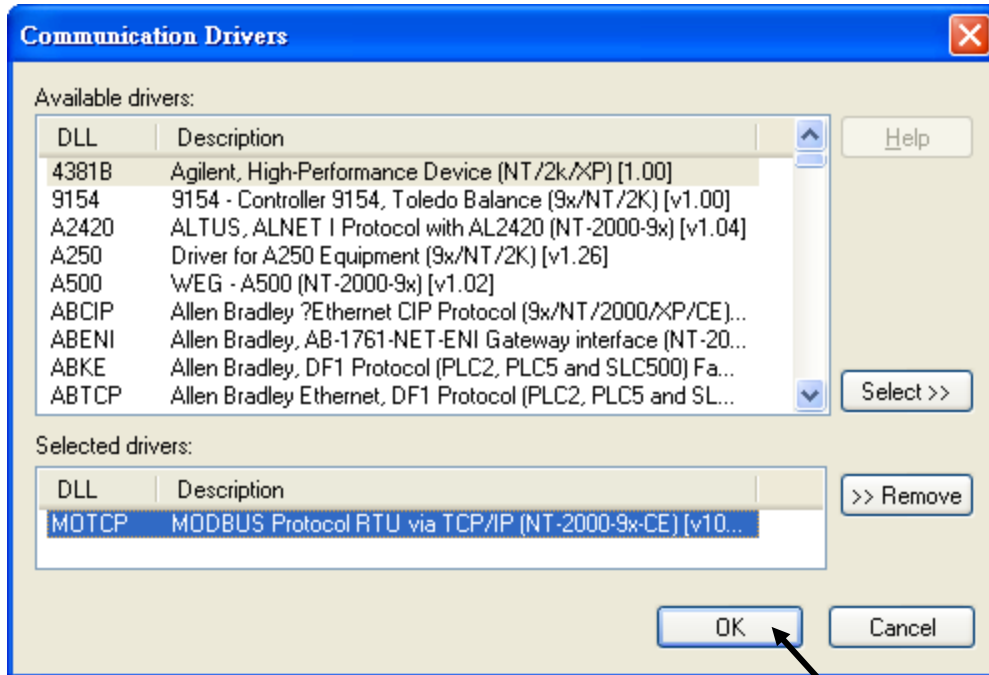 Communication Drivers
Available drivers:
DLL Description
4381B Agilent, High-Performance Device (NT/2k/XP) [1.00]
9154 9154 - Controller 9154, Toledo Balance (9x/NT/2K) [v1.00]
A2420 ALTUS, ALNET I Protocol with AL2420 (NT-2000-9x) [v1.04]
A250 Driver for A250 Equipment (9x/NT/2K) [v1.26]
A500 WEG - A500 (NT-2000-9x) [v1.02]
ABCIP Allen Bradley ?Ethernet CIP Protocol (9x/NT/2000/XP/CE)...
ABENI Allen Bradley, AB-1761-NET-ENI Gateway interface (NT-20...
ABKE Allen Bradley, DF1 Protocol (PLC2, PLC5 and SLC500) Fa...
ABTCP Allen Bradley Ethernet, DF1 Protocol (PLC2, PLC5 and SL...
Help
Select >>
Selected drivers:
DLL Description
MOTCP MODBUS Protocol RTU via TCP/IP (NT-2000-9x-CE) [v10...
>> Remove
OK Cancel